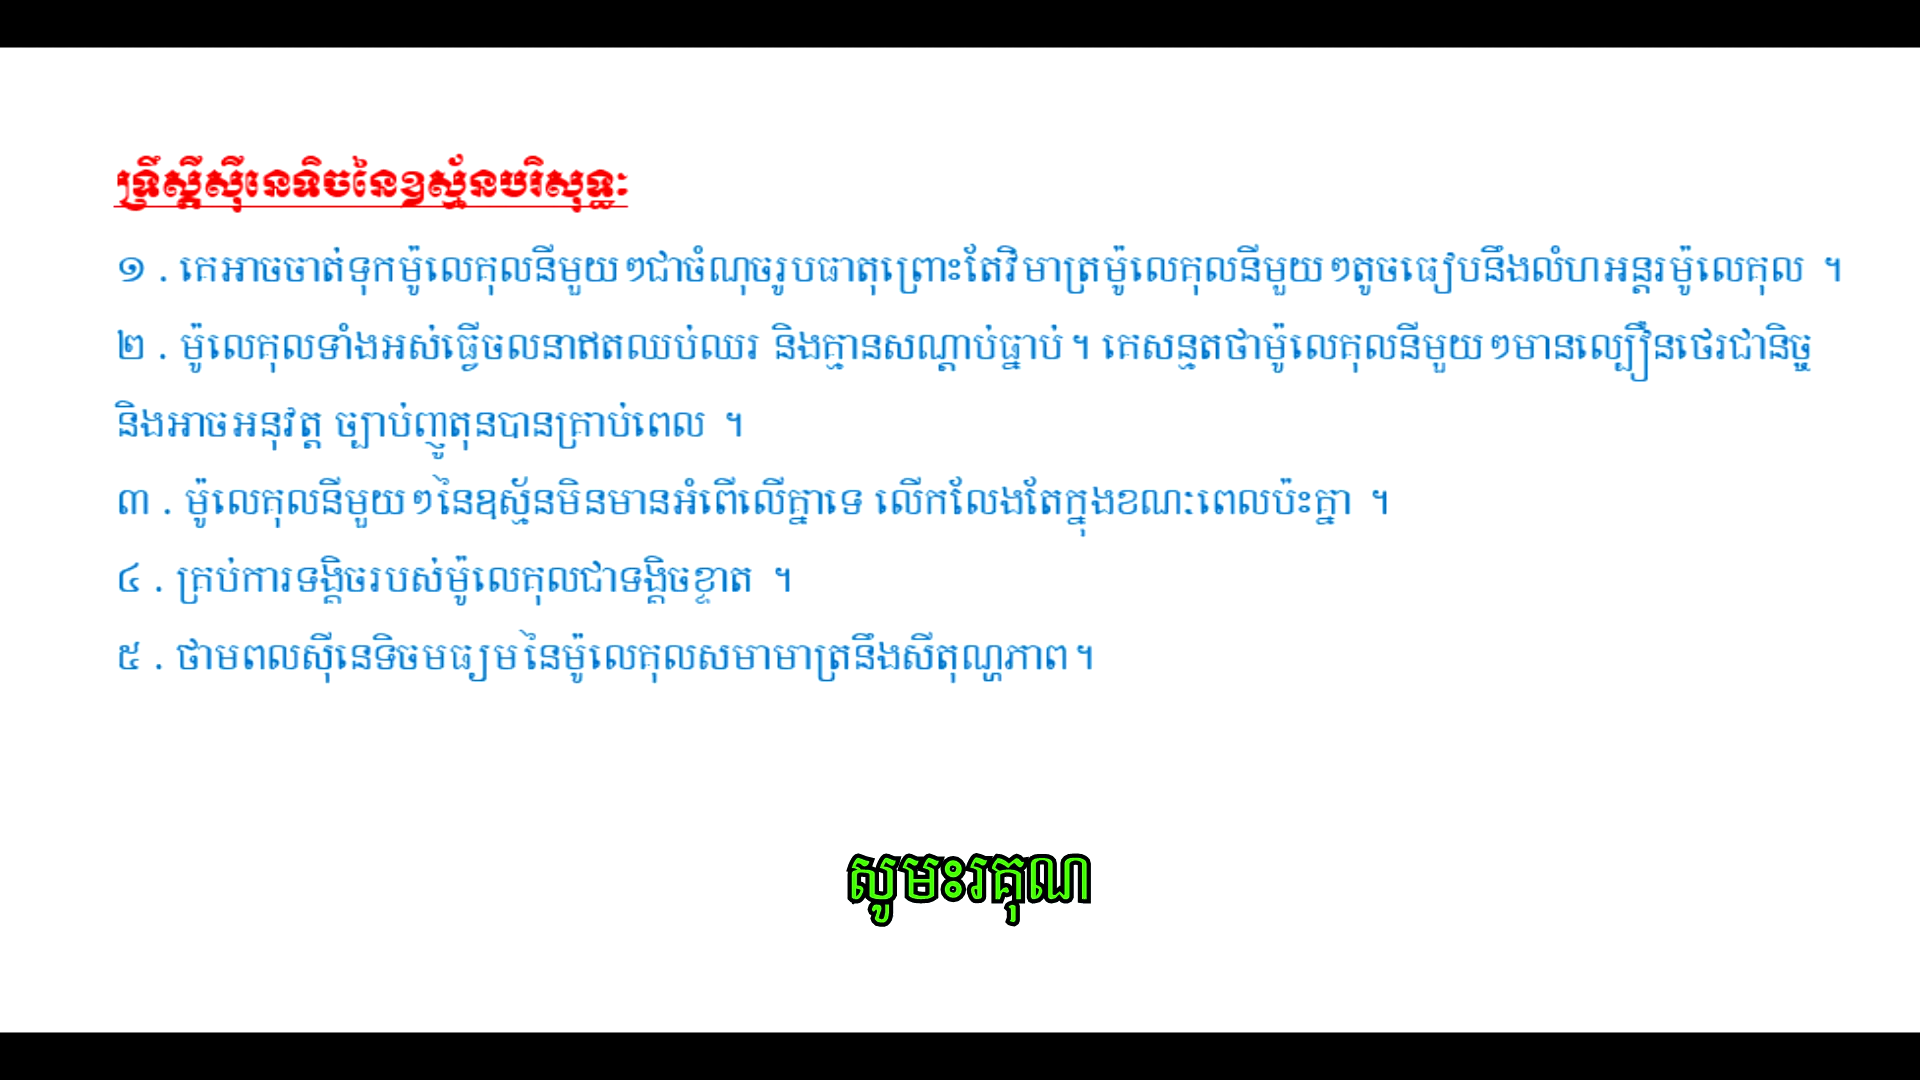 ទ្រឹស្តីស៊ីនេទិចនៃឧស្ម័នបរិសុទ្ធៈ
១ . គេអាចចាត់ទុកម៉ូលេគុលនីមួយៗជាចំណុចរូបធាតុព្រោះតែវិមាត្រម៉ូលេគុលនីមួយៗតូចធៀបនឹងលំហអន្តរម៉ូលេគុល ។
២ . ម៉ូលេគុលទាំងអស់ធ្វើចលនាឥតឈប់ឈរ និងគ្មានសណ្តាប់ធ្នាប់។ គេសន្មតថាម៉ូលេគុលនីមួយៗមានល្បឿនថេរជានិច្ច
និងអាចអនុវត្ត ច្បាប់ញូតុនបានគ្រាប់ពេល ។
៣ . ម៉ូលេគុលនីមួយៗនៃឧស្ម័នមិនមានអំពើលើគ្នាទេ លើកលែងតែក្នុងខណៈពេលប៉ះគ្នា ។
៤ . គ្រប់ការទង្គិចរបស់ម៉ូលេគុលជាទង្គិចខ្ទាត ។
៥ . ថាមពលស៊ីនេទិចមធ្យមនៃម៉ូលេគុលសមាមាត្រនឹងសីតុណ្ហភាព។
សូមះរគុណ